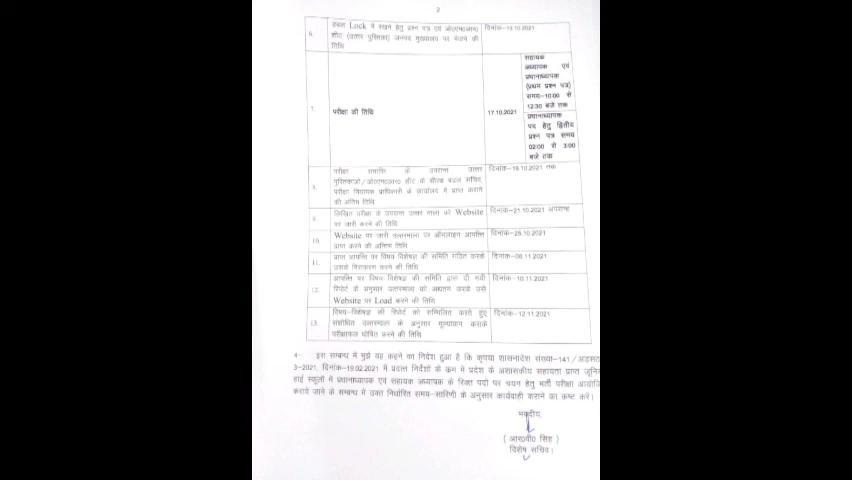 2
6. डबल Lock में रखने हेतु प्रश्न पत्र एवं ओ०एम०आर०
शीट (उत्तर पुस्तिका) जनपद मुख्यालय पर भेजने की
तिथि
दिनांक–13.10.2021
7. परीक्षा की तिथि
17.10.2021
सहायक
अध्यापक एवं
प्रधानाध्यापक
(प्रथम प्रश्न पत्र)
समय–10:00 से
12:30 बजे तक
प्रधानाध्यापक
पद हेतु द्वितीय
प्रश्न पत्र समय
02:00 से 3:00
बजे तक
8. परीक्षा समाप्ति के उपरान्त उत्तर
पुस्तिकाओं/ओ०एम०आर० शीट के सील्ड बंडल सचिव,
परीक्षा नियामक प्राधिकारी के कार्यालय में प्राप्त कराने
की अंतिम तिथि
दिनांक–18.10.2021 तक
9. लिखित परीक्षा के उपरान्त उत्तर माला को Website
पर जारी करने की तिथि
दिनांक–21.10.2021 अपरान्ह
10. Website पर जारी उत्तरमाला पर ऑनलाइन आपत्ति
प्राप्त करने की अन्तिम तिथि
दिनांक–25.10.2021
11. प्राप्त आपत्ति पर विषय विशेषज्ञ की समिति गठित करके
उसके निराकरण करने की तिथि
दिनांक–08.11.2021
12. आपत्ति पर विषय विशेषज्ञ की समिति द्वारा दी गयी
रिपोर्ट के अनुसार उत्तरमाला को अद्यतन करके उसे
Website पर Load करने की तिथि
दिनांक–10.11.2021
13. विषय–विशेषज्ञ की रिपोर्ट को सम्मिलित करते हुए
संशोधित उत्तरमाला के अनुसार मूल्यांकन कराके
परीक्षाफल घोषित करने की तिथि
दिनांक–12.11.2021
4– इस सम्बन्ध में मुझे यह कहने का निदेश हुआ है कि कृपया शासनादेश संख्या–141/अड़सठ
3–2021, दिनांक–19.02.2021 में प्रदत्त निर्देशों के क्रम में प्रदेश के अशासकीय सहायता प्राप्त जूनि
हाई स्कूलों में प्रधानाध्यापक एवं सहायक अध्यापक के रिक्त पदों पर चयन हेतु भर्ती परीक्षा आयोजि
कराये जाने के सम्बन्ध में उक्त निर्धारित समय–सारिणी के अनुसार कार्यवाही कराने का कष्ट करें।
भवदीय,
( आर०वी० सिंह )
विशेष सचिव।